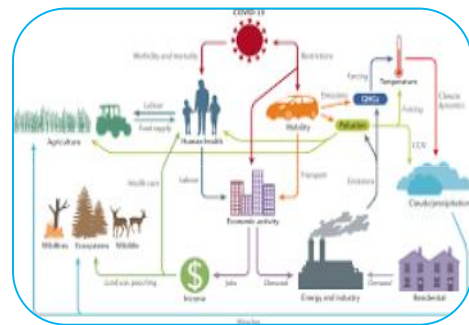 COVID-19
Morbidity and mortality
Restrictions
Forcing
Temperature
Emissions
GHGs
Climate
dynamics
Labour
Food supply
Mobility
Pollution
Forcing
Agriculture
Human health
CCN
Health care
Labour
Transport
Emissions
Clouds/precipitation
Economic activity
Wildfires
Ecosystems
Wildlife
Land use, poaching
Income
Jobs
Demand
Energy and industry
Demand
Residential